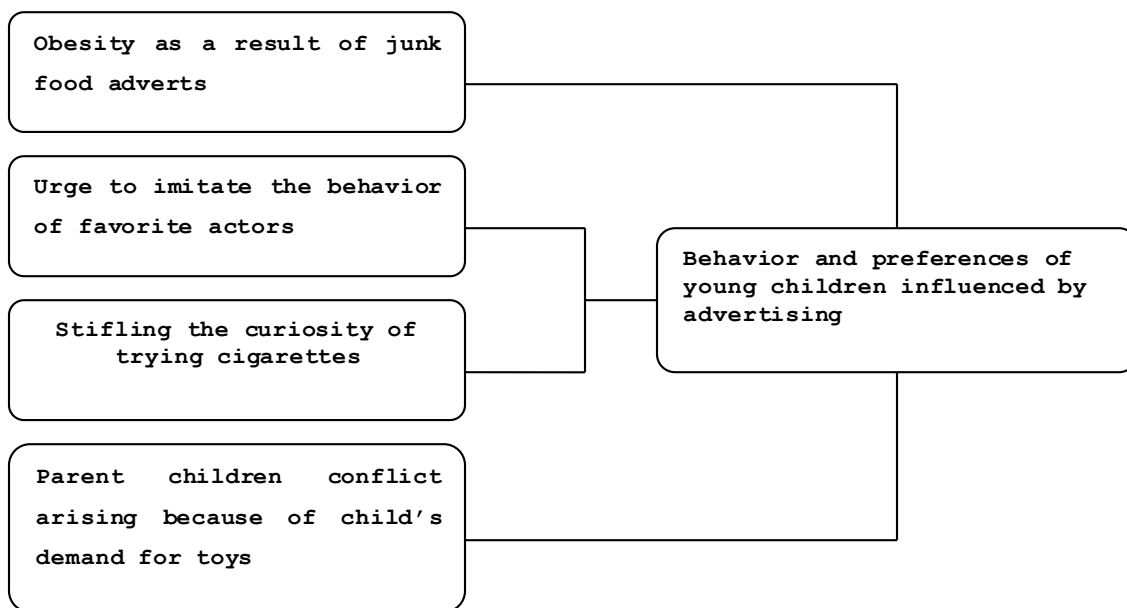 Obesity as a result of junk
food adverts
Urge to imitate the behavior
of favorite actors
Stifling the curiosity of
trying cigarettes
Parent children conflict
arising because of child’s
demand for toys
Behavior and preferences of
young children influenced by
advertising